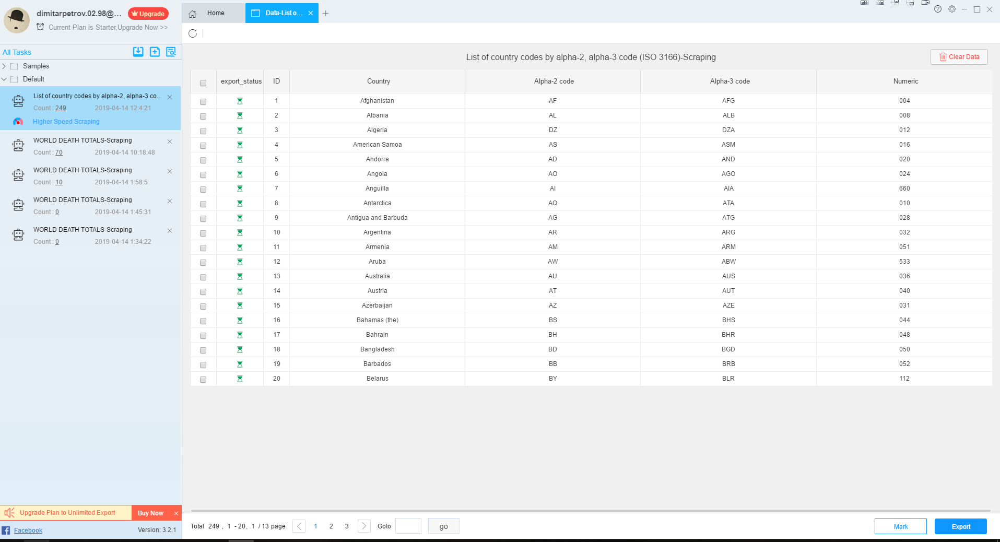 dimitarpetrov.02.98@...
Upgrade
Current Plan is Starter,Upgrade Now >>
Home
Data-List o...
All Tasks
Samples
Default
List of country codes by alpha-2, alpha-3 co...
Count : 249 2019-04-14 12:4:21
Higher Speed Scraping
WORLD DEATH TOTALS-Scraping
Count : 70 2019-04-14 10:18:48
WORLD DEATH TOTALS-Scraping
Count : 10 2019-04-14 1:58:5
WORLD DEATH TOTALS-Scraping
Count : 0 2019-04-14 1:45:31
WORLD DEATH TOTALS-Scraping
Count : 0 2019-04-14 1:34:22
Upgrade Plan to Unlimited Export Buy Now
Facebook Version: 3.2.1
List of country codes by alpha-2, alpha-3 code (ISO 3166)-Scraping
Clear Data
export_status ID Country Alpha-2 code Alpha-3 code Numeric
1 Afghanistan AF AFG 004
2 Albania AL ALB 008
3 Algeria DZ DZA 012
4 American Samoa AS ASM 016
5 Andorra AD AND 020
6 Angola AO AGO 024
7 Anguilla AI AIA 660
8 Antarctica AQ ATA 010
9 Antigua and Barbuda AG ATG 028
10 Argentina AR ARG 032
11 Armenia AM ARM 051
12 Aruba AW ABW 533
13 Australia AU AUS 036
14 Austria AT AUT 040
15 Azerbaijan AZ AZE 031
16 Bahamas (the) BS BHS 044
17 Bahrain BH BHR 048
18 Bangladesh BD BGD 050
19 Barbados BB BRB 052
20 Belarus BY BLR 112
Total 249 , 1 - 20, 1 / 13 page 1 2 3 Goto go
Mark
Export